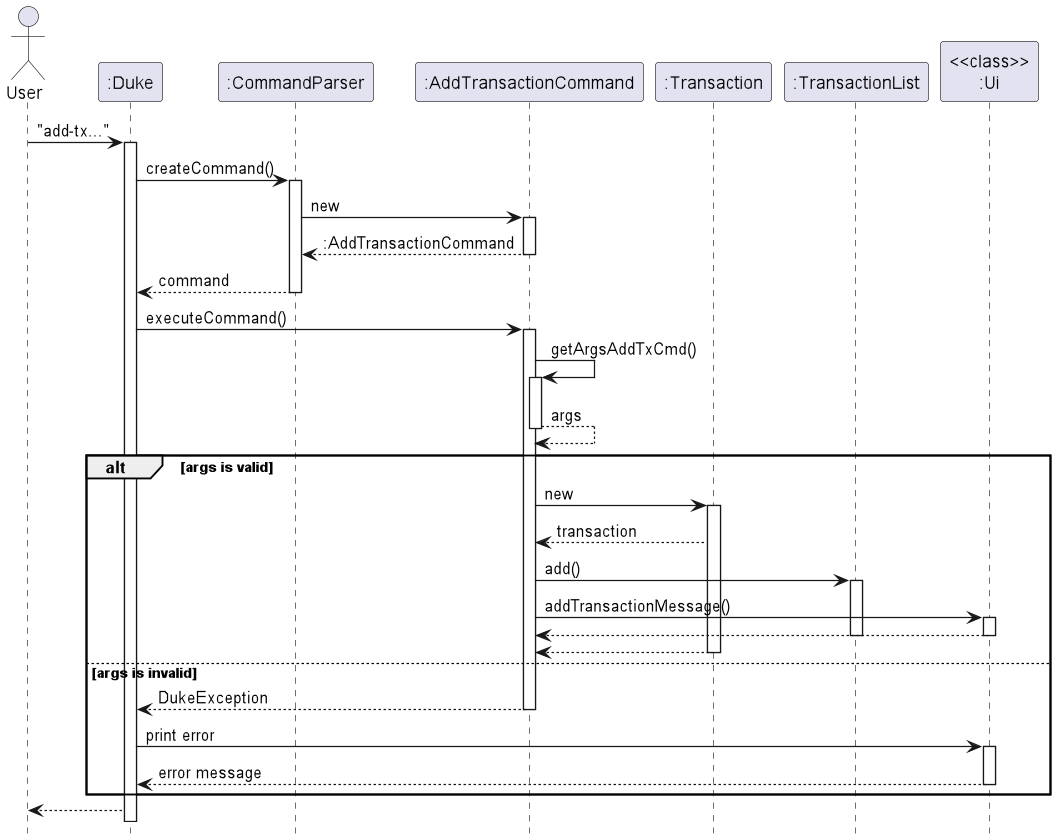 User
:Duke
:CommandParser
:AddTransactionCommand
:Transaction
:TransactionList
<<class>>
:Ui
"add-tx..."
createCommand()
new
:AddTransactionCommand
command
executeCommand()
getArgsAddTxCmd()
args
alt
[args is valid]
new
transaction
add()
addTransactionMessage()
[args is invalid]
DukeException
print error
error message